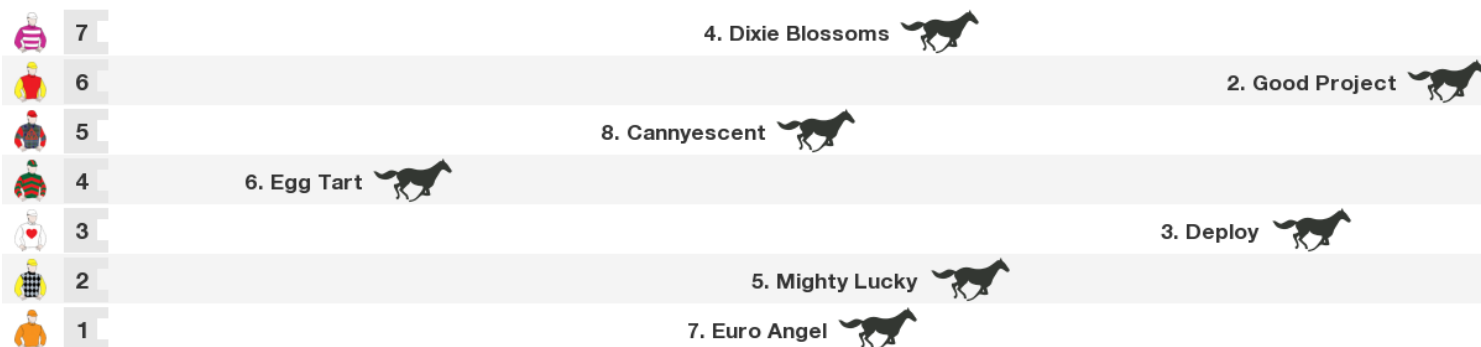 7 4. Dixie Blossoms
6 2. Good Project
5 8. Cannyescent
4 6. Egg Tart
3 3. Deploy
2 5. Mighty Lucky
1 7. Euro Angel